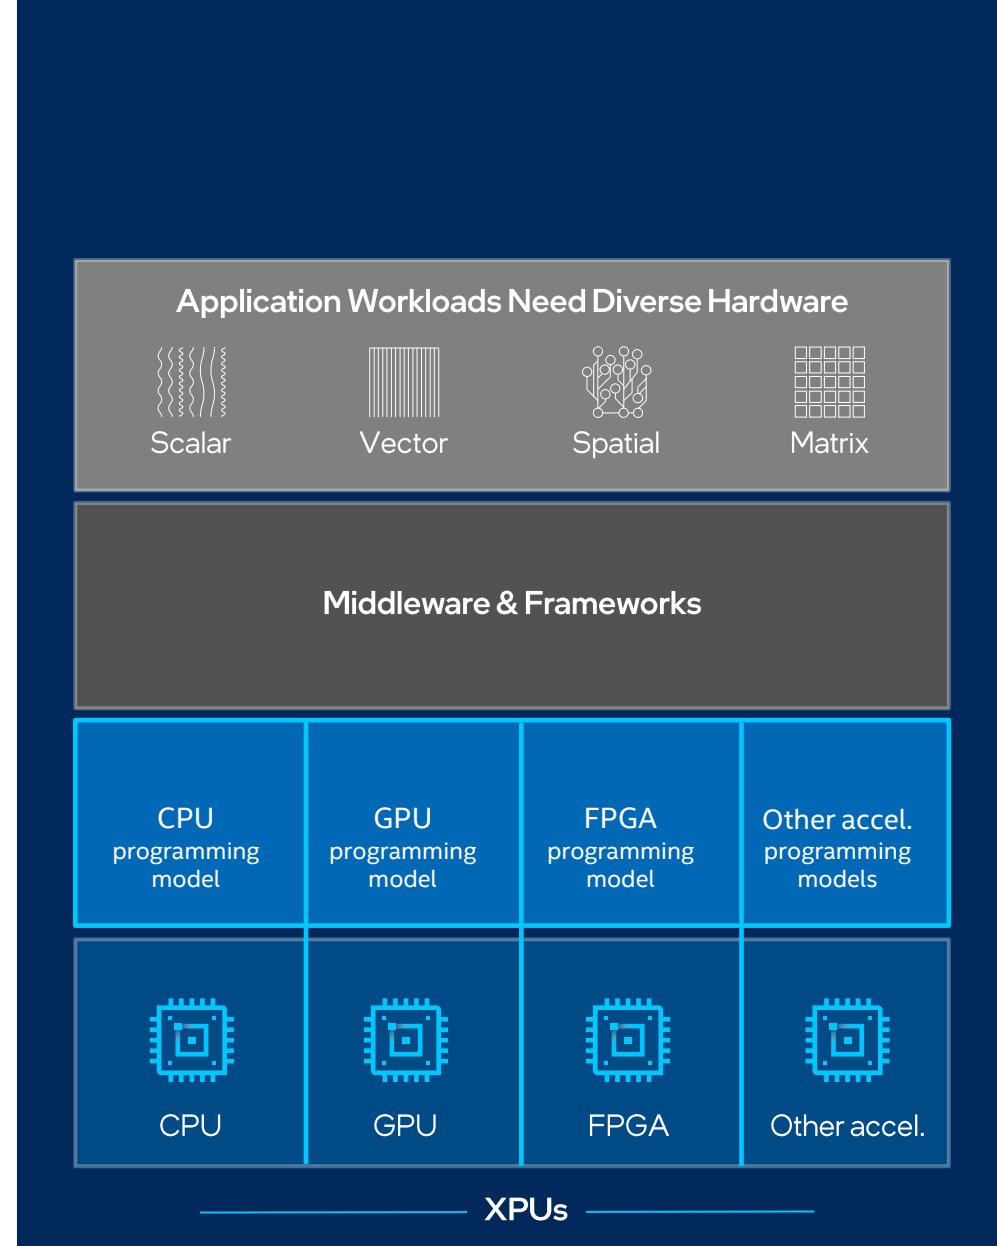 Application Workloads Need Diverse Hardware
Scalar
Vector
Spatial
Matrix
Middleware & Frameworks
CPU
programming
model
GPU
programming
model
FPGA
programming
model
Other accel.
programming
models
CPU
GPU
FPGA
Other accel.
XPUs